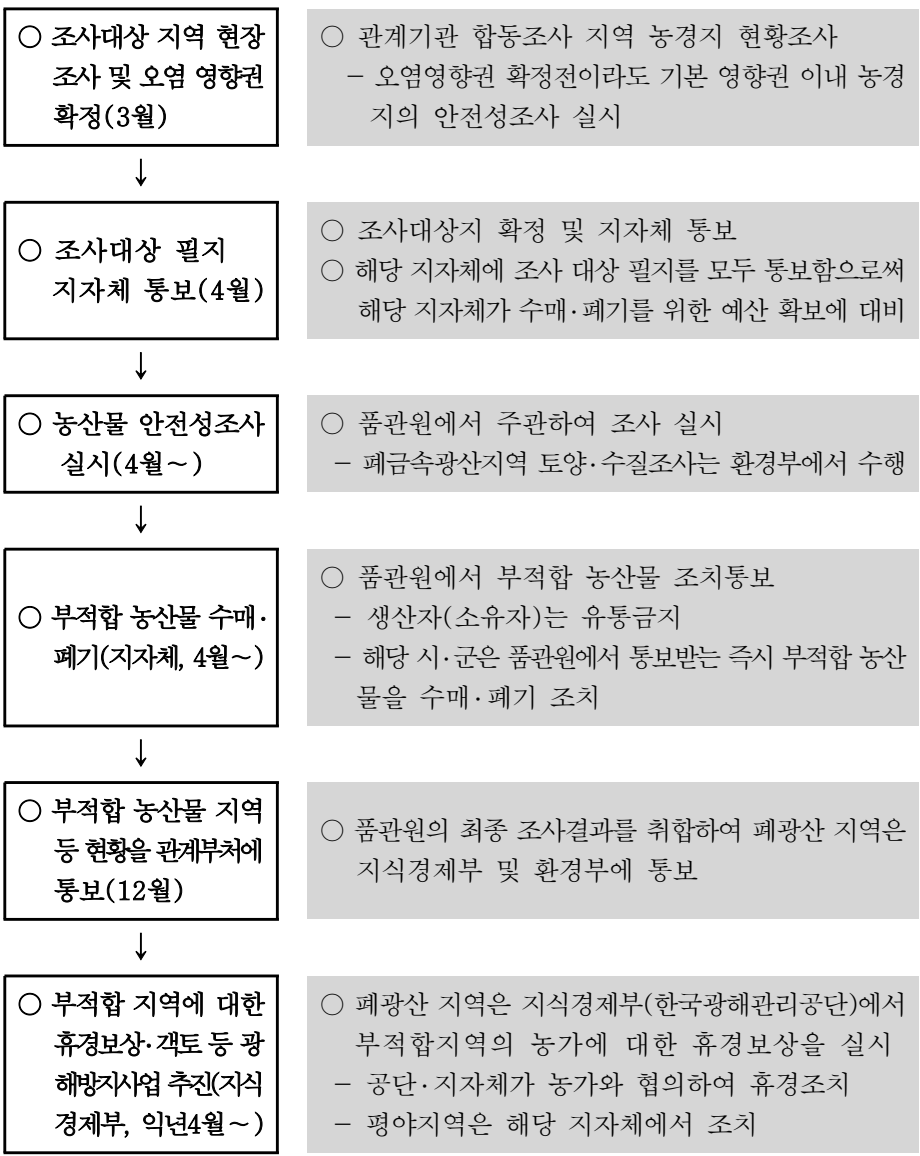 ○ 조사대상 지역 현장
조사 및 오염 영향권
확정(3월)
○ 관계기관 합동조사 지역 농경지 현황조사
- 오염영향권 확정전이라도 기본 영향권 이내 농경
지의 안전성조사 실시
↓
○ 조사대상 필지
지자체 통보(4월)
○ 조사대상지 확정 및 지자체 통보
○ 해당 지자체에 조사 대상 필지를 모두 통보함으로써
해당 지자체가 수매·폐기를 위한 예산 확보에 대비
↓
○ 농산물 안전성조사
실시(4월~)
○ 품관원에서 주관하여 조사 실시
- 폐금속광산지역 토양·수질조사는 환경부에서 수행
↓
○ 부적합 농산물 수매·
폐기(지자체, 4월~)
○ 품관원에서 부적합 농산물 조치통보
- 생산자(소유자)는 유통금지
- 해당 시·군은 품관원에서 통보받는 즉시 부적합 농산
물을 수매·폐기 조치
↓
○ 부적합 농산물 지역
등 현황을 관계부처에
통보(12월)
○ 품관원의 최종 조사결과를 취합하여 폐광산 지역은
지식경제부 및 환경부에 통보
↓
○ 부적합 지역에 대한
휴경보상·객토 등 광
해방지사업 추진(지식
경제부, 익년4월~)
○ 폐광산 지역은 지식경제부(한국광해관리공단)에서
부적합지역의 농가에 대한 휴경보상을 실시
- 공단·지자체가 농가와 협의하여 휴경조치
- 평야지역은 해당 지자체에서 조치